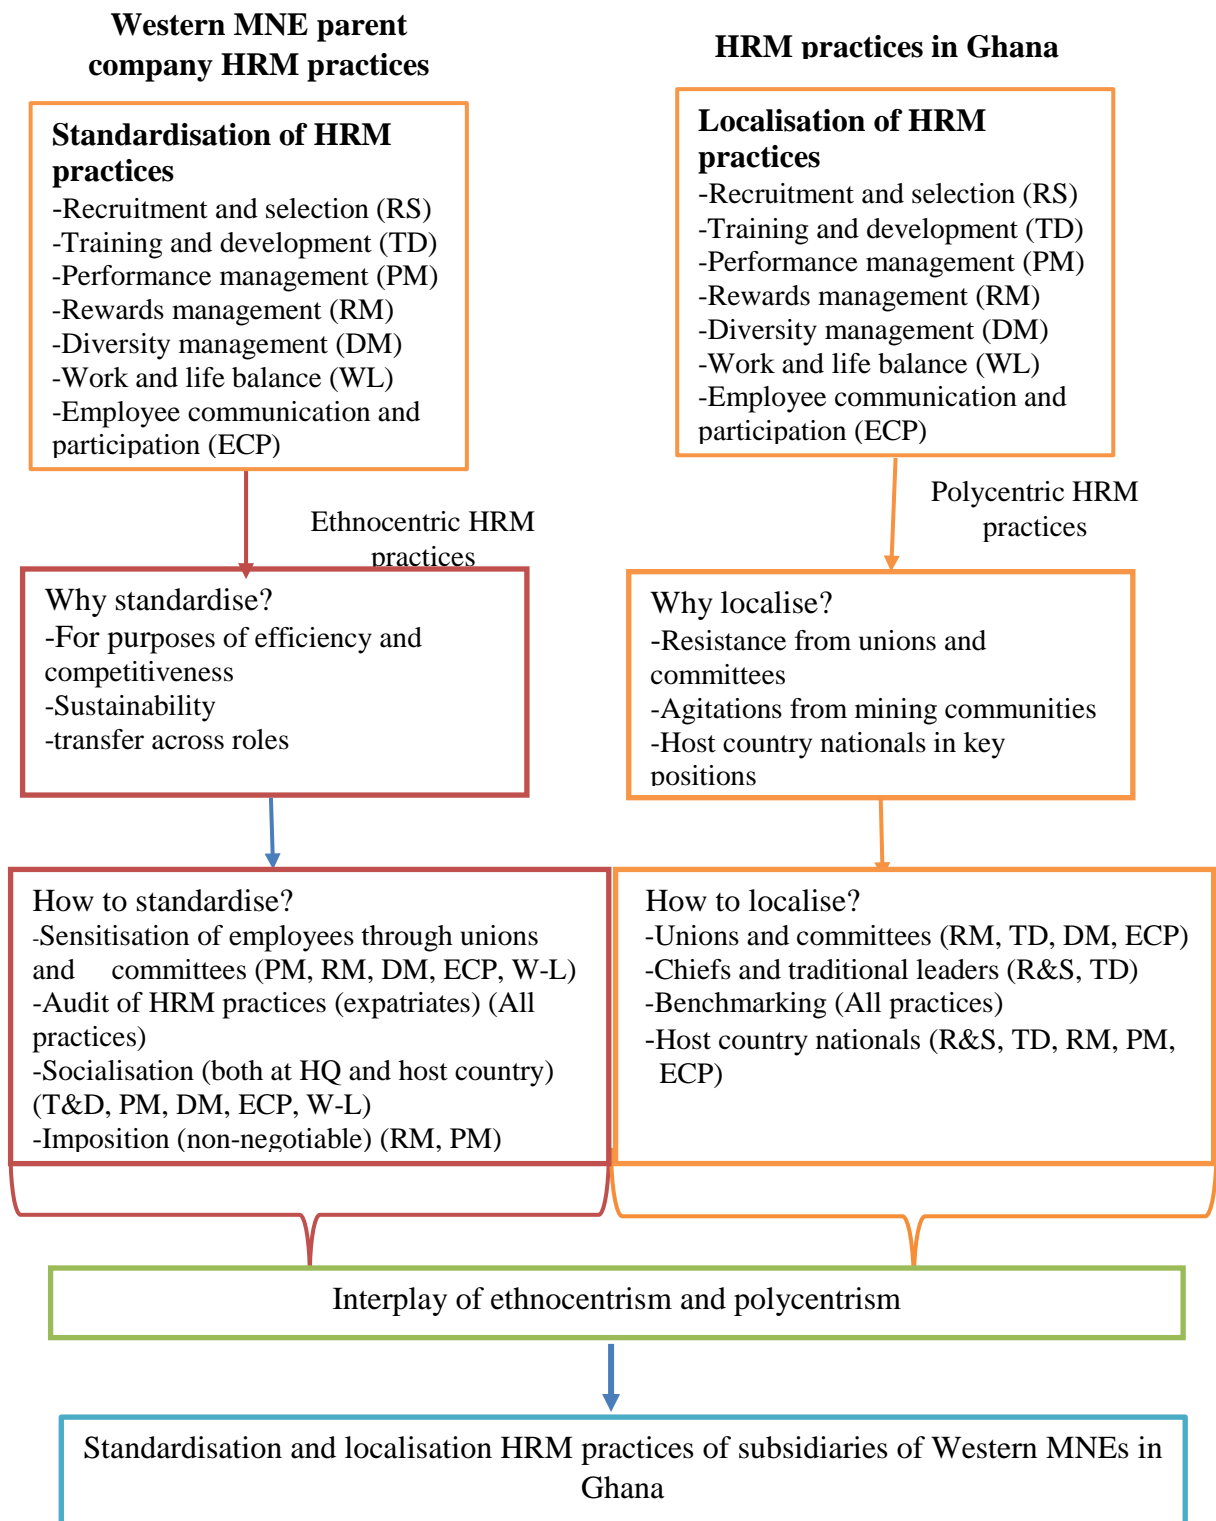 Western MNE parent
company HRM practices
HRM practices in Ghana
Standardisation of HRM
practices
-Recruitment and selection (RS)
-Training and development (TD)
-Performance management (PM)
-Rewards management (RM)
-Diversity management (DM)
-Work and life balance (WL)
-Employee communication and
participation (ECP)
Localisation of HRM
practices
-Recruitment and selection (RS)
-Training and development (TD)
-Performance management (PM)
-Rewards management (RM)
-Diversity management (DM)
-Work and life balance (WL)
-Employee communication and
participation (ECP)
Ethnocentric HRM
practices
Polycentric HRM
practices
Why standardise?
-For purposes of efficiency and
competitiveness
-Sustainability
-transfer across roles
Why localise?
-Resistance from unions and
committees
-Agitations from mining communities
-Host country nationals in key
positions
How to standardise?
-Sensitisation of employees through unions
and committees (PM, RM, DM, ECP, W-L)
-Audit of HRM practices (expatriates) (All
practices)
-Socialisation (both at HQ and host country)
(T&D, PM, DM, ECP, W-L)
-Imposition (non-negotiable) (RM, PM)
How to localise?
-Unions and committees (RM, TD, DM, ECP)
-Chiefs and traditional leaders (R&S, TD)
-Benchmarking (All practices)
-Host country nationals (R&S, TD, RM, PM,
ECP)
Interplay of ethnocentrism and polycentrism
Standardisation and localisation HRM practices of subsidiaries of Western MNEs in
Ghana